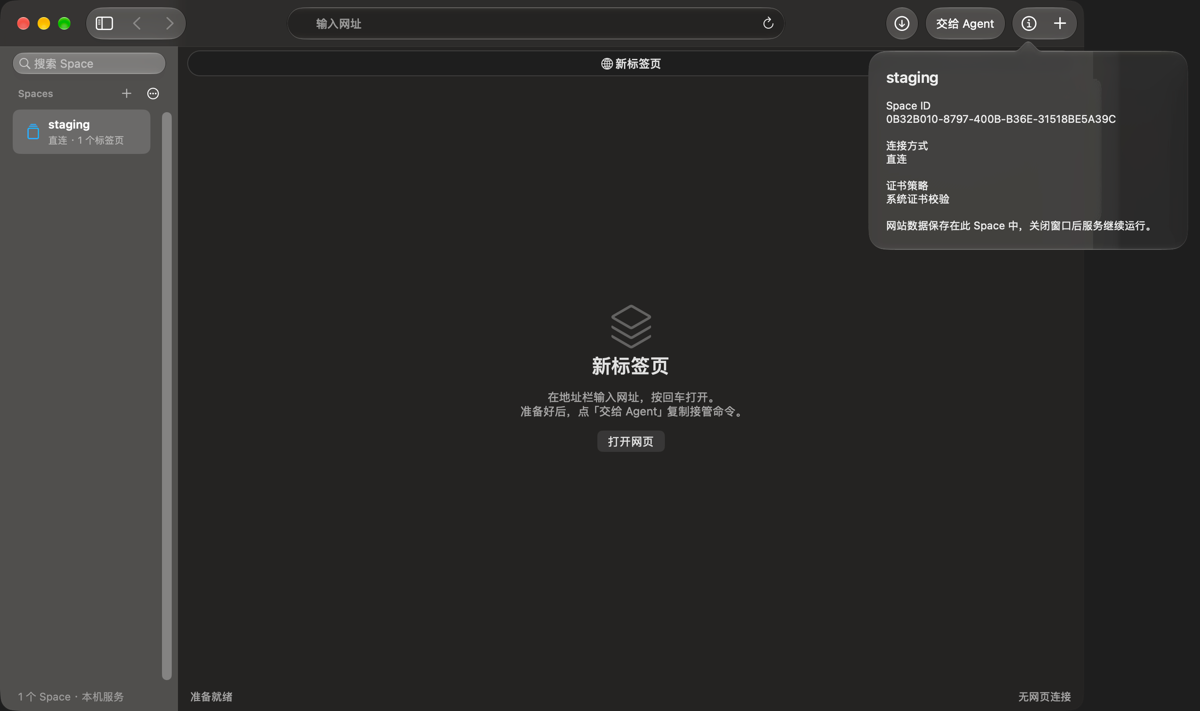 输入网址
交给 Agent
搜索 Space
Spaces
staging
直连 · 1 个标签页
新标签页
staging
Space ID
0B32B010-8797-400B-B36E-31518BE5A39C
连接方式
直连
证书策略
系统证书校验
网站数据保存在此 Space 中，关闭窗口后服务继续运行。
新标签页
在地址栏输入网址，按回车打开。
准备好后，点「交给 Agent」复制接管命令。
打开网页
1 个 Space · 本机服务
准备就绪
无网页连接